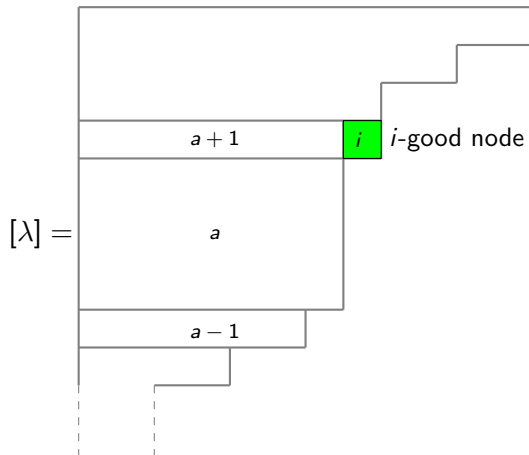 a + 1
i
i-good node
[λ] =
a
a − 1